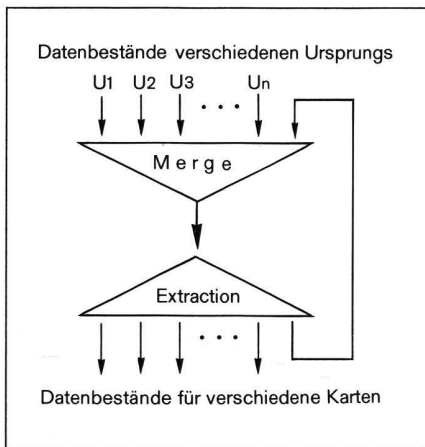 Datenbestände verschiedenen Ursprungs
U1 U2 U3 • • • Un
Merge
Extraction
• • •
Datenbestände für verschiedene Karten